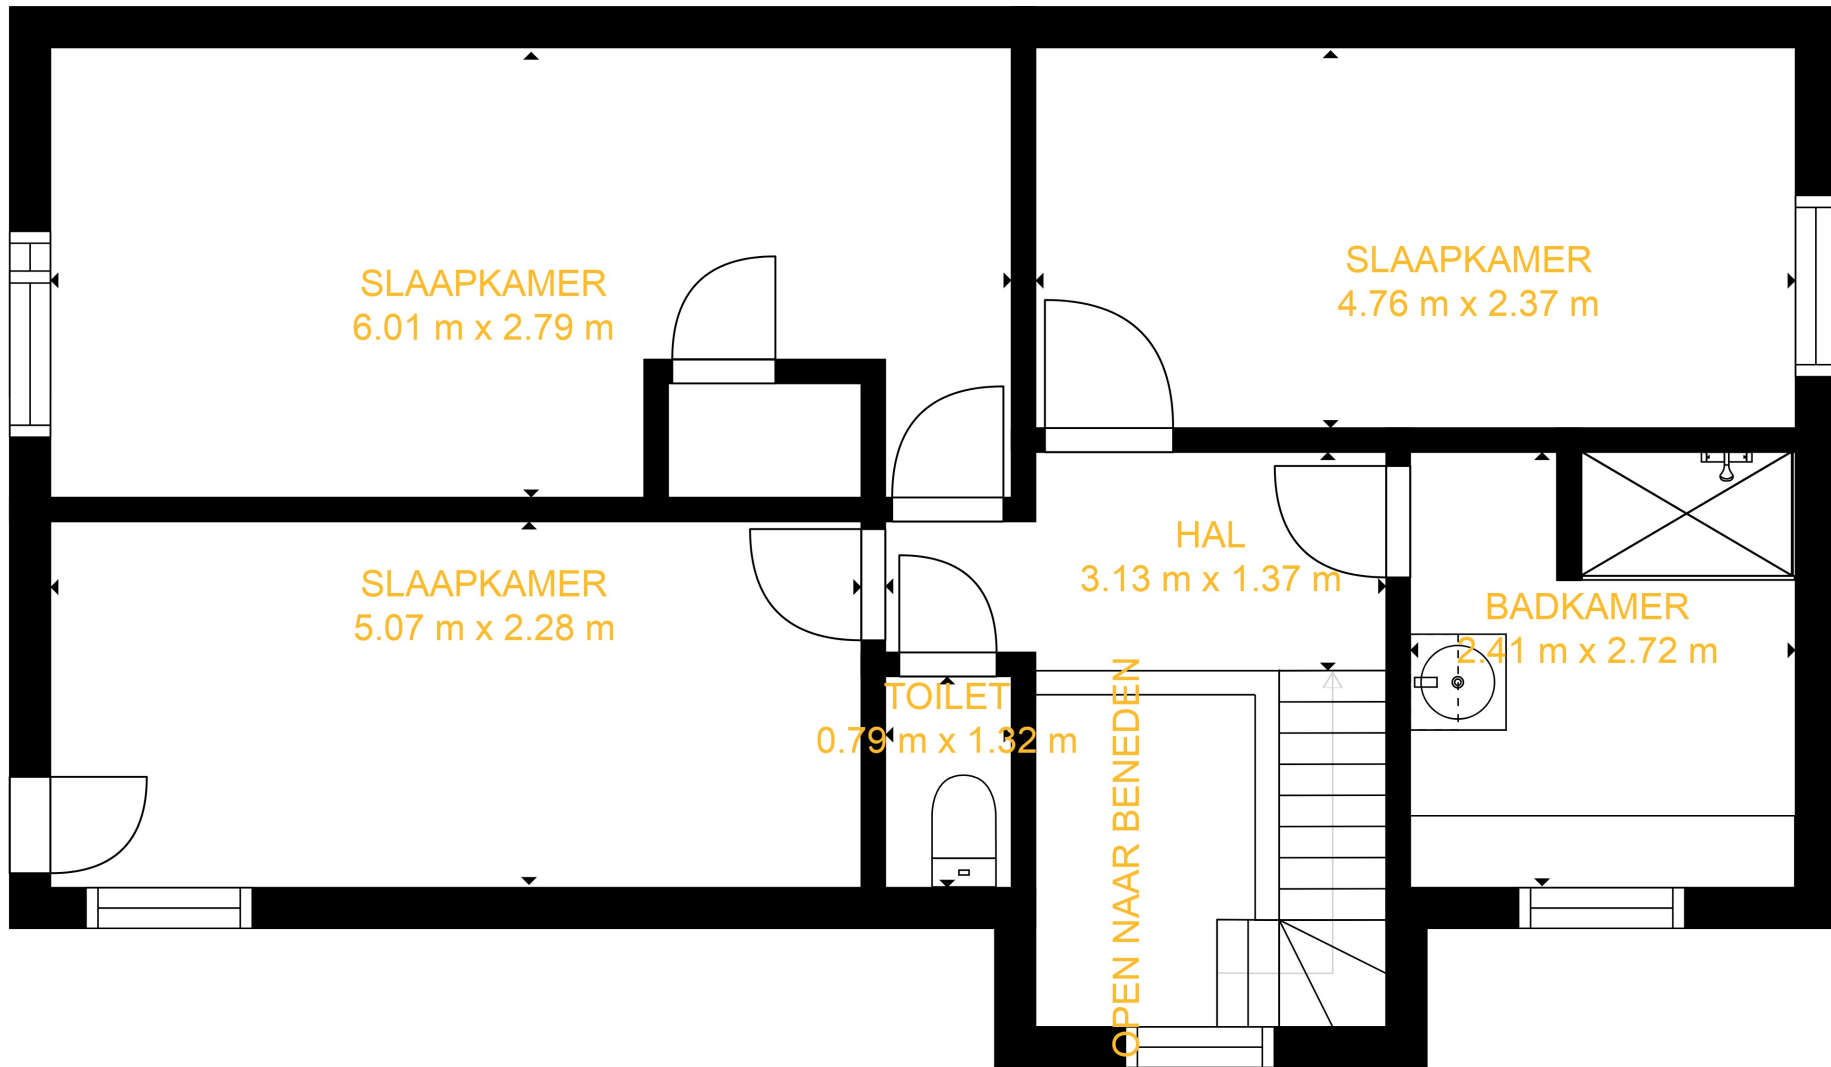 SLAAPKAMER
6.01 m x 2.79 m
SLAAPKAMER
4.76 m x 2.37 m
SLAAPKAMER
5.07 m x 2.28 m
HAL
3.13 m x 1.37 m
BADKAMER
2.41 m x 2.72 m
TOILET
0.79 m x 1.32 m
OPEN NAAR BENEDEN